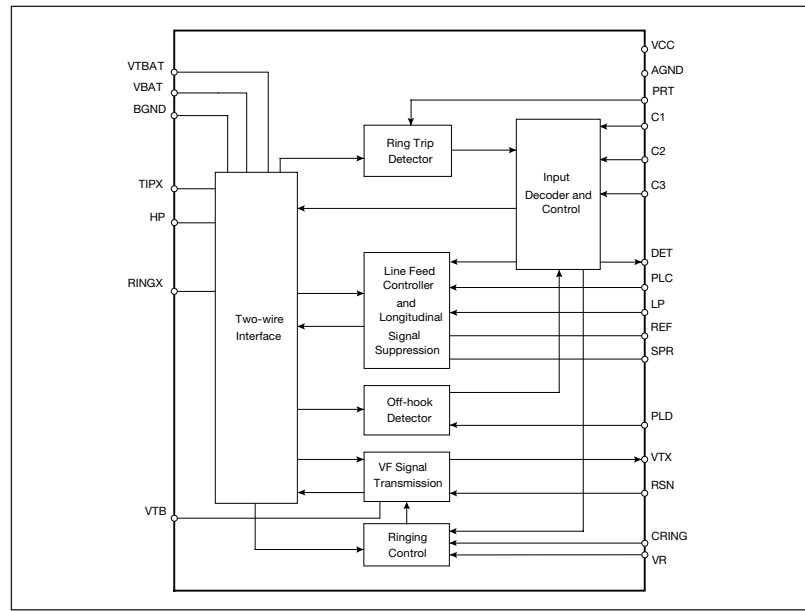 VTBAT
VBAT
BGND
TIPX
HP
RINGX
VTB
Two-wire
Interface
Ring Trip
Detector
Input
Decoder and
Control
Line Feed
Controller
and
Longitudinal
Signal
Suppression
Off-hook
Detector
VF Signal
Transmission
Ringing
Control
VCC
AGND
PRT
C1
C2
C3
DET
PLC
LP
REF
SPR
PLD
VTX
RSN
CRING
VR